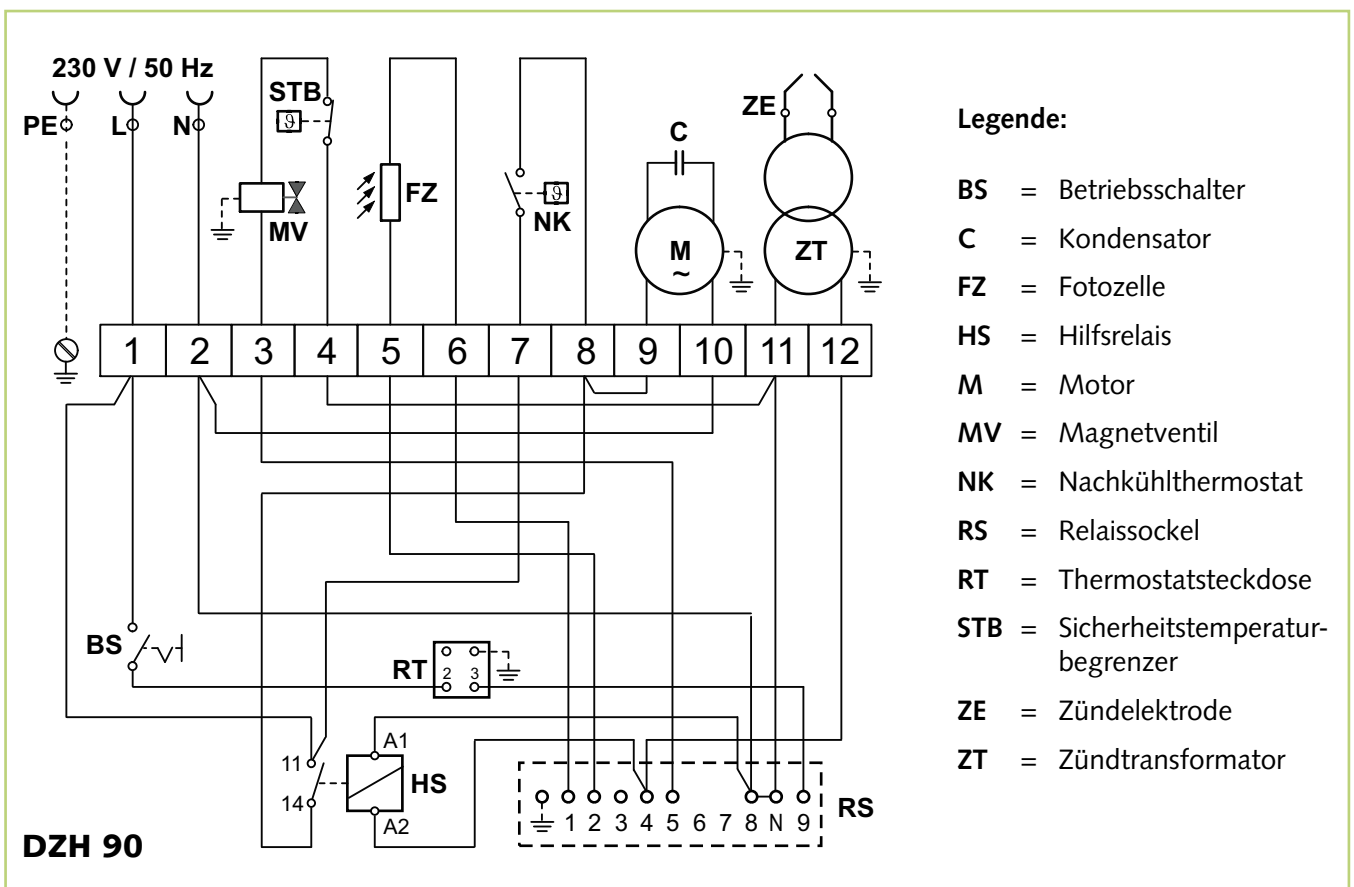 230 V / 50 Hz
PE L N
STB
ϑ
MV
FZ
ϑ
NK
C
M
~
ZE
ZT
1 2 3 4 5 6 7 8 9 10 11 12
BS
RT
2 3
11
14
A1
HS
A2
1 2 3 4 5 6 7 8 N 9
RS
DZH 90
Legende:
BS = Betriebsschalter
C = Kondensator
FZ = Fotozelle
HS = Hilfsrelais
M = Motor
MV = Magnetventil
NK = Nachkühlthermostat
RS = Relaissockel
RT = Thermostatsteckdose
STB = Sicherheitstemperatur-
begrenzer
ZE = Zündelektrode
ZT = Zündtransformator